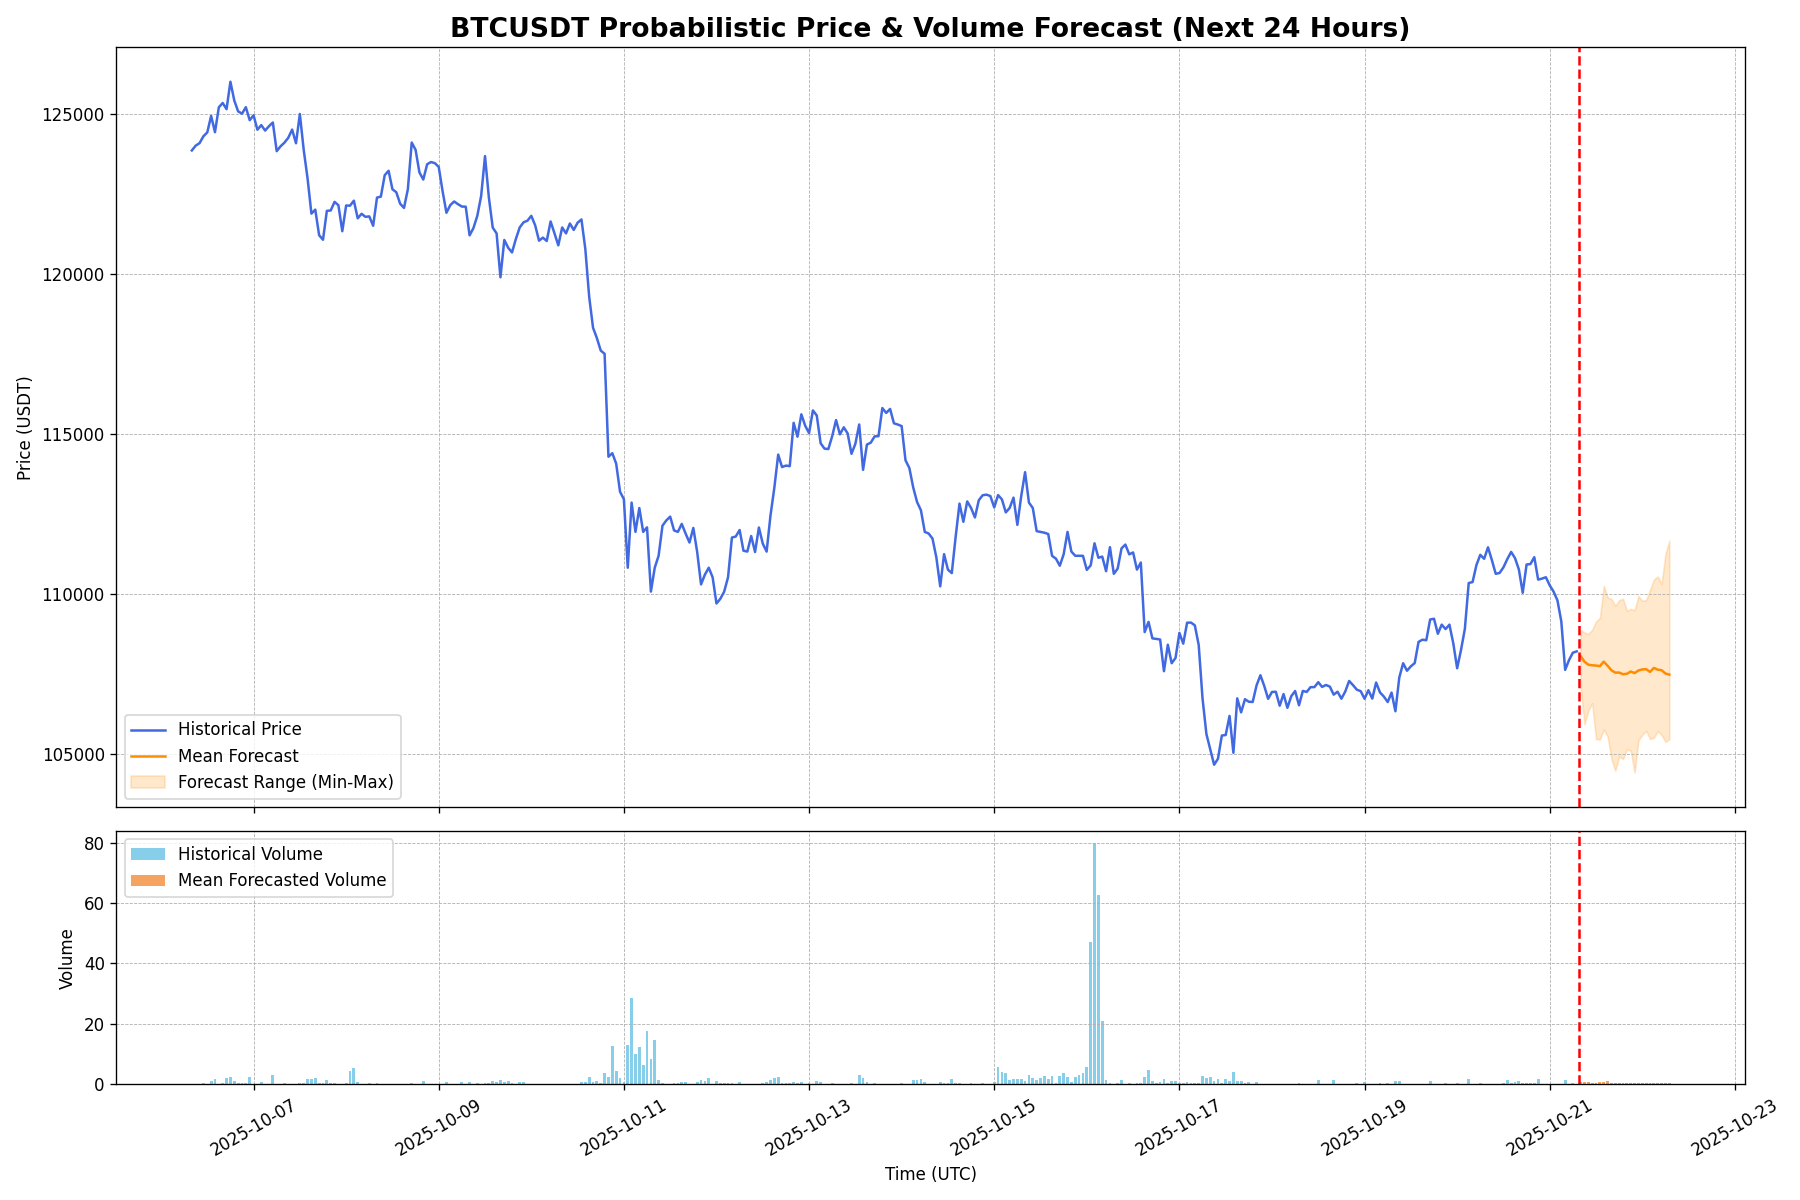 BTCUSDT Probabilistic Price & Volume Forecast (Next 24 Hours)
Price (USDT)
125000
120000
115000
110000
105000
Historical Price
Mean Forecast
Forecast Range (Min-Max)
Volume
80
60
40
20
0
Historical Volume
Mean Forecasted Volume
2025-10-07
2025-10-09
2025-10-11
2025-10-13
2025-10-15
2025-10-17
2025-10-19
2025-10-21
2025-10-23
Time (UTC)